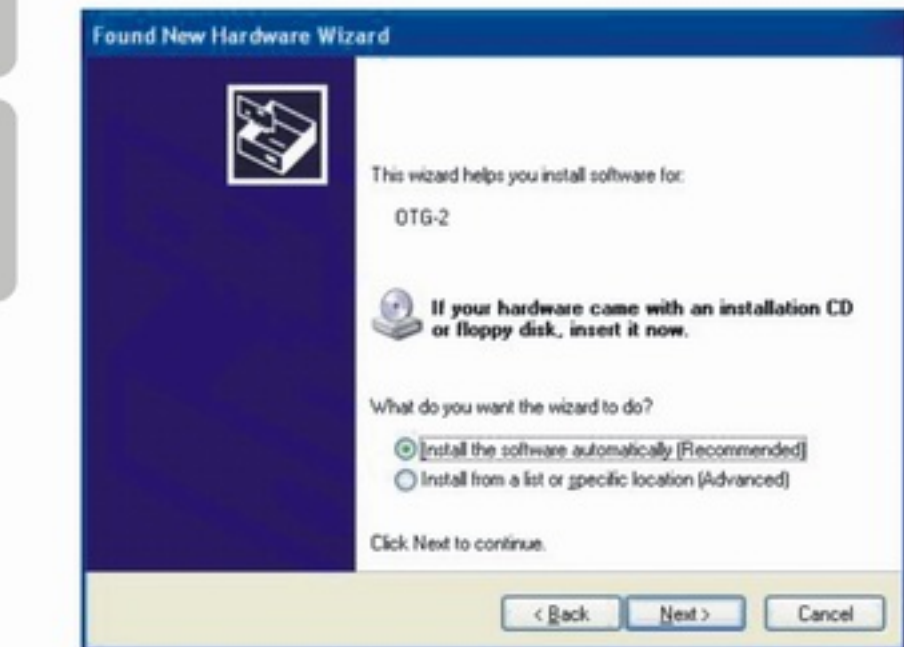 Found New Hardware Wizard
This wizard helps you install software for:
OTG-2
If your hardware came with an installation CD
or floppy disk, insert it now.
What do you want the wizard to do?
Install the software automatically (Recommended)
Install from a list or specific location (Advanced)
Click Next to continue.
< Back Next > Cancel